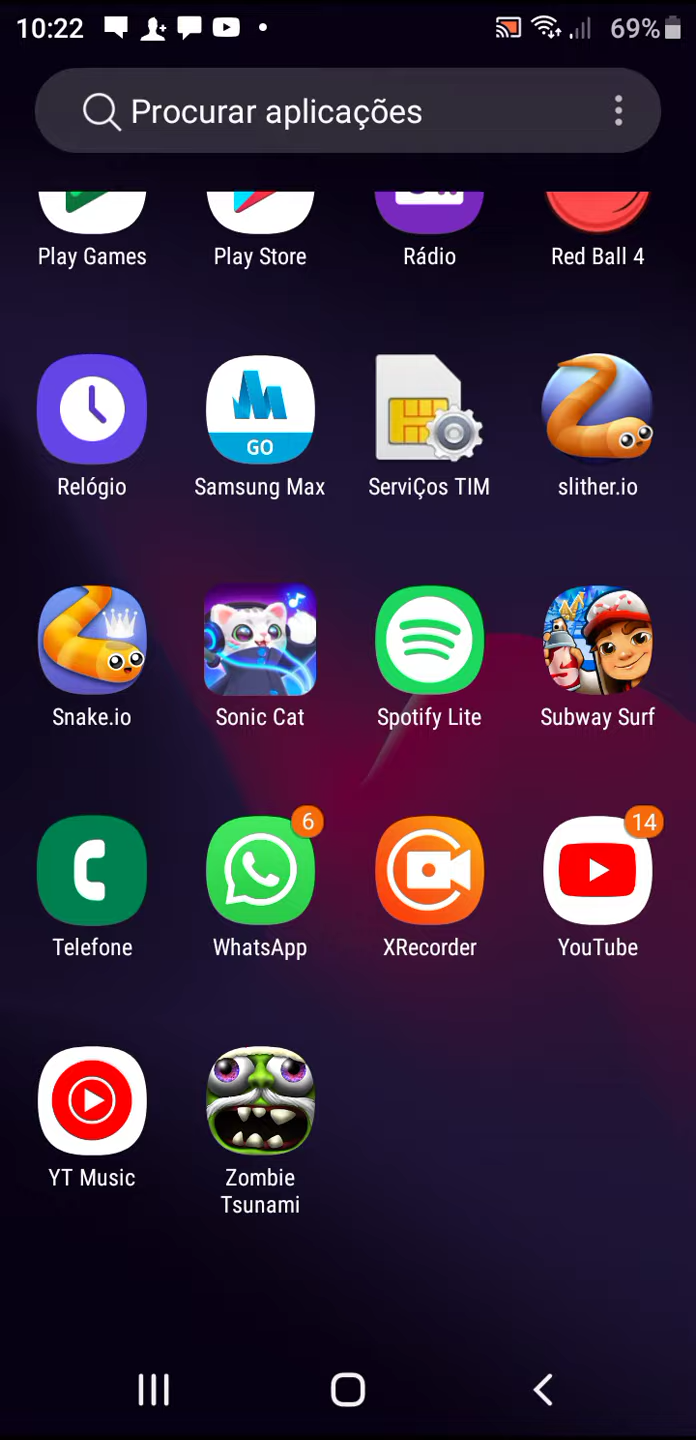 10:22
69%
Procurar aplicações
Play Games
Play Store
Rádio
Red Ball 4
Relógio
GO
Samsung Max
ServiÇos TIM
slither.io
Snake.io
Sonic Cat
Spotify Lite
Subway Surf
6
14
Telefone
WhatsApp
XRecorder
YouTube
YT Music
Zombie
Tsunami